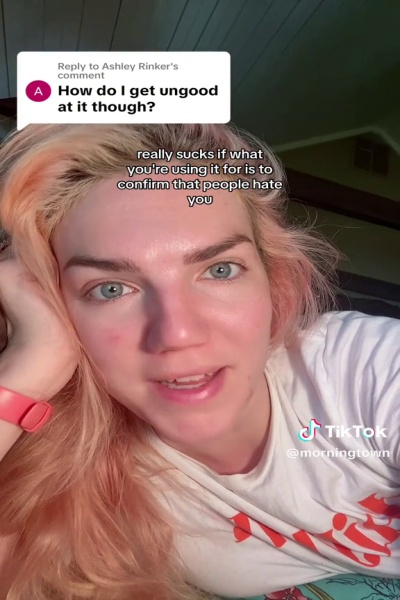 Reply to Ashley Rinker's
comment
A
How do I get ungood
at it though?
really sucks if what
you're using it for is to
confirm that people hate
you
TikTok
@morningtown